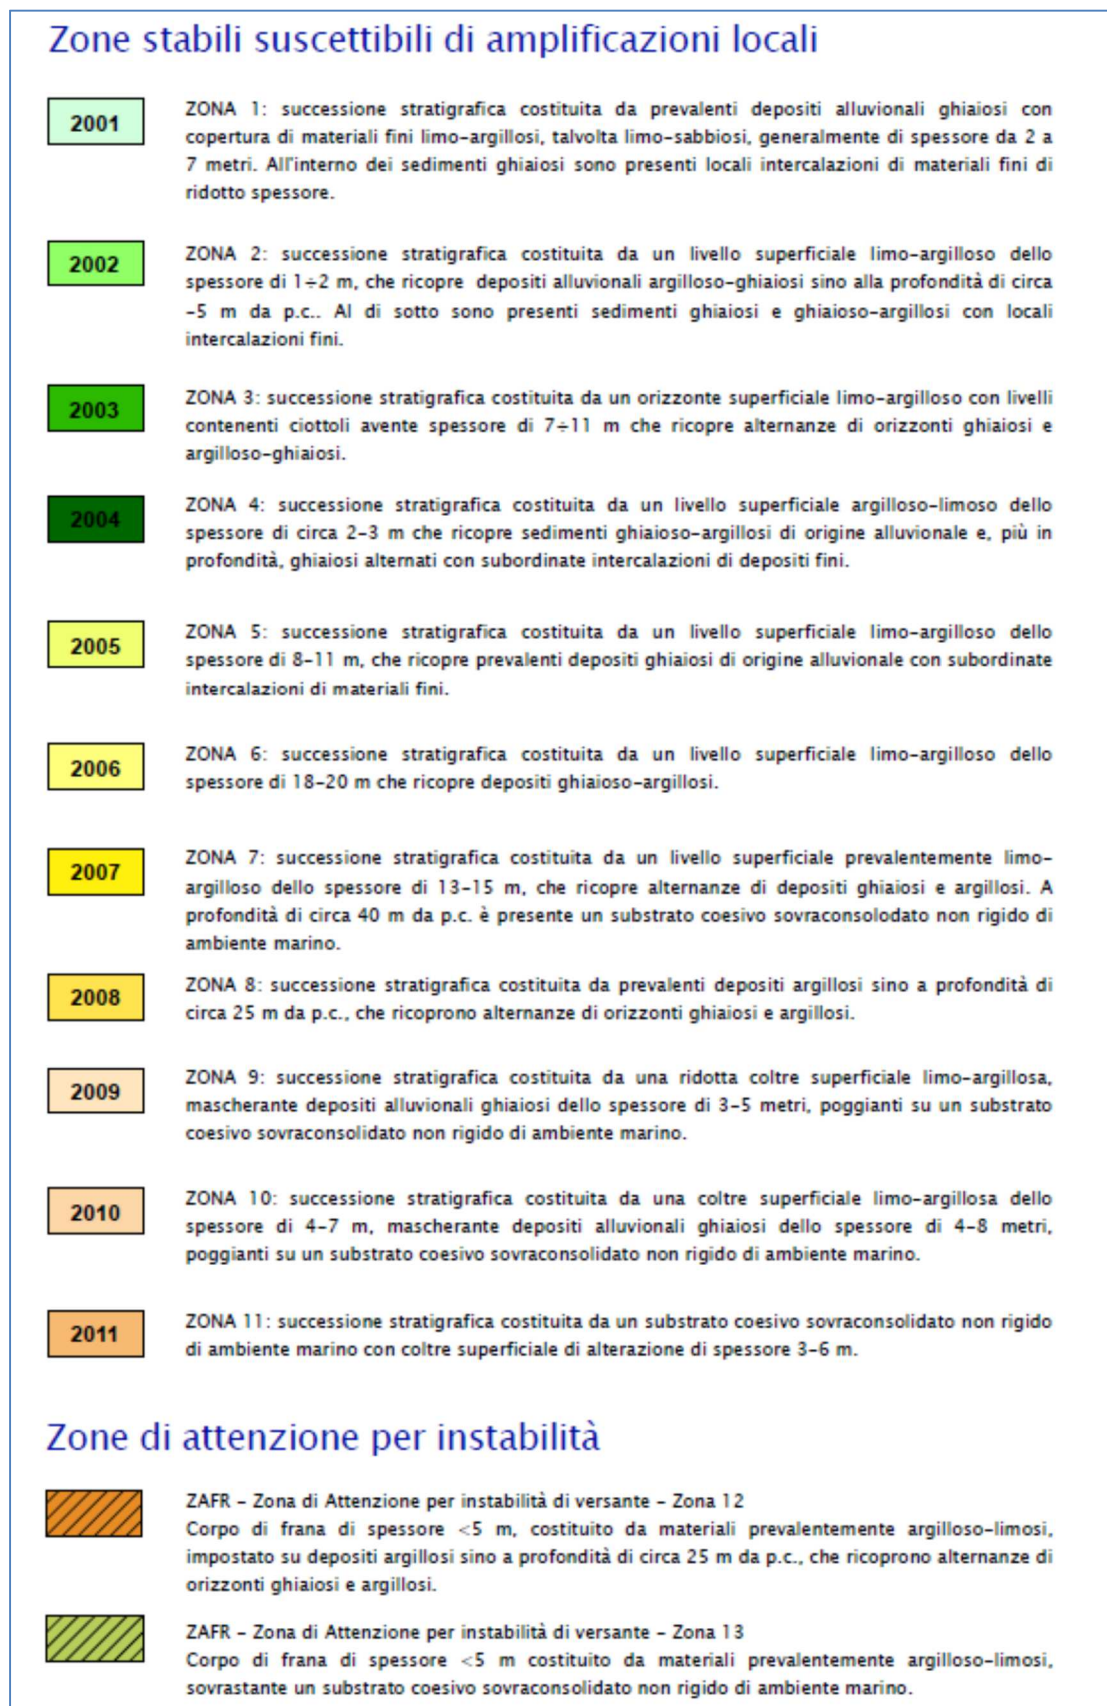 Zone stabili suscettibili di amplificazioni locali
2001
ZONA 1: successione stratigrafica costituita da prevalenti depositi alluvionali ghiaiosi con
copertura di materiali fini limo-argillosi, talvolta limo-sabbiosi, generalmente di spessore da 2 a
7 metri. All'interno dei sedimenti ghiaiosi sono presenti locali intercalazioni di materiali fini di
ridotto spessore.
2002
ZONA 2: successione stratigrafica costituita da un livello superficiale limo-argilloso dello
spessore di 1÷2 m, che ricopre depositi alluvionali argilloso-ghiaiosi sino alla profondità di circa
-5 m da p.c.. Al di sotto sono presenti sedimenti ghiaiosi e ghiaioso-argillosi con locali
intercalazioni fini.
2003
ZONA 3: successione stratigrafica costituita da un orizzonte superficiale limo-argilloso con livelli
contenenti ciottoli avente spessore di 7÷11 m che ricopre alternanze di orizzonti ghiaiosi e
argilloso-ghiaiosi.
2004
ZONA 4: successione stratigrafica costituita da un livello superficiale argilloso-limoso dello
spessore di circa 2-3 m che ricopre sedimenti ghiaioso-argillosi di origine alluvionale e, più in
profondità, ghiaiosi alternati con subordinate intercalazioni di depositi fini.
2005
ZONA 5: successione stratigrafica costituita da un livello superficiale limo-argilloso dello
spessore di 8-11 m, che ricopre prevalenti depositi ghiaiosi di origine alluvionale con subordinate
intercalazioni di materiali fini.
2006
ZONA 6: successione stratigrafica costituita da un livello superficiale limo-argilloso dello
spessore di 18-20 m che ricopre depositi ghiaioso-argillosi.
2007
ZONA 7: successione stratigrafica costituita da un livello superficiale prevalentemente limo-
argilloso dello spessore di 13-15 m, che ricopre alternanze di depositi ghiaiosi e argillosi. A
profondità di circa 40 m da p.c. è presente un substrato coesivo sovraconsolodato non rigido di
ambiente marino.
2008
ZONA 8: successione stratigrafica costituita da prevalenti depositi argillosi sino a profondità di
circa 25 m da p.c., che ricoprono alternanze di orizzonti ghiaiosi e argillosi.
2009
ZONA 9: successione stratigrafica costituita da una ridotta coltre superficiale limo-argillosa,
mascherante depositi alluvionali ghiaiosi dello spessore di 3-5 metri, poggianti su un substrato
coesivo sovraconsolidato non rigido di ambiente marino.
2010
ZONA 10: successione stratigrafica costituita da una coltre superficiale limo-argillosa dello
spessore di 4-7 m, mascherante depositi alluvionali ghiaiosi dello spessore di 4-8 metri,
poggianti su un substrato coesivo sovraconsolidato non rigido di ambiente marino.
2011
ZONA 11: successione stratigrafica costituita da un substrato coesivo sovraconsolidato non rigido
di ambiente marino con coltre superficiale di alterazione di spessore 3-6 m.
Zone di attenzione per instabilità
ZAFR - Zona di Attenzione per instabilità di versante - Zona 12
Corpo di frana di spessore <5 m, costituito da materiali prevalentemente argilloso-limosi,
impostato su depositi argillosi sino a profondità di circa 25 m da p.c., che ricoprono alternanze di
orizzonti ghiaiosi e argillosi.
ZAFR - Zona di Attenzione per instabilità di versante - Zona 13
Corpo di frana di spessore <5 m costituito da materiali prevalentemente argilloso-limosi,
sovrastante un substrato coesivo sovraconsolidato non rigido di ambiente marino.